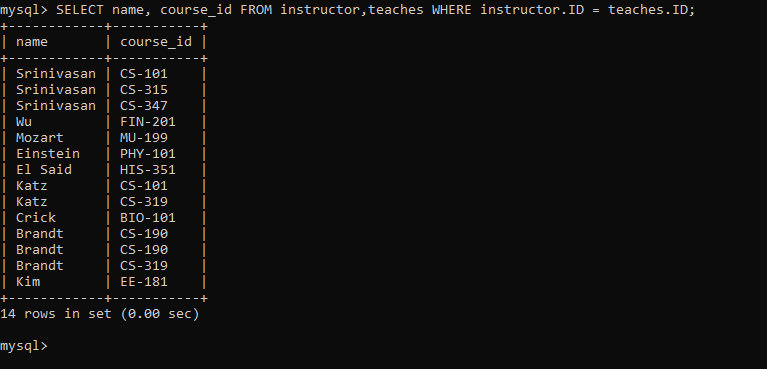 mysql> SELECT name, course_id FROM instructor,teaches WHERE instructor.ID = teaches.ID;
+------------+-----------+
| name       | course_id |
+------------+-----------+
| Srinivasan | CS-101    |
| Srinivasan | CS-315    |
| Srinivasan | CS-347    |
| Wu         | FIN-201   |
| Mozart     | MU-199    |
| Einstein   | PHY-101   |
| El Said    | HIS-351   |
| Katz       | CS-101    |
| Katz       | CS-319    |
| Crick      | BIO-101   |
| Brandt     | CS-190    |
| Brandt     | CS-190    |
| Brandt     | CS-319    |
| Kim        | EE-181    |
+------------+-----------+
14 rows in set (0.00 sec)
mysql>